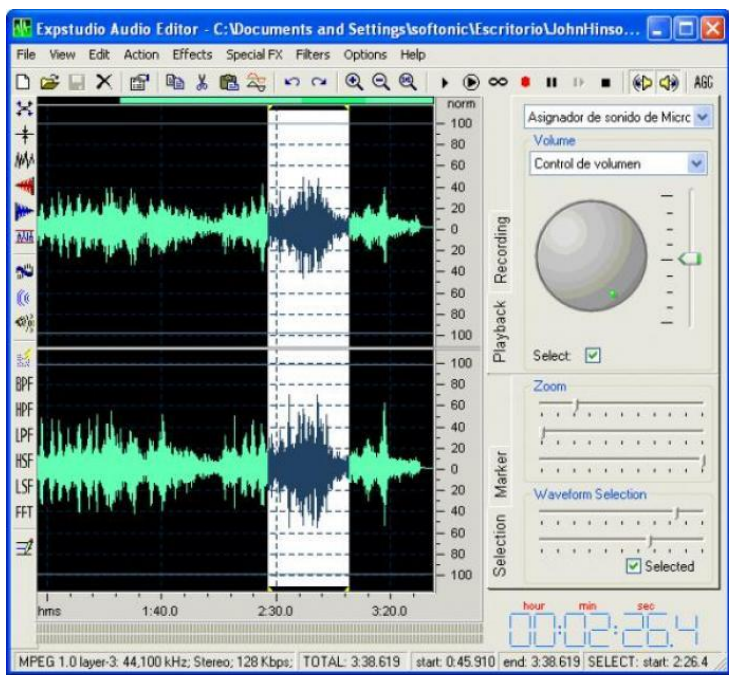 Expstudio Audio Editor - C:\Documents and Settings\softonic\Escritorio\JohnHinso...
File View Edit Action Effects Special FX Filters Options Help
AGC
norm
100
80
60
40
20
0
20
40
60
80
100
100
80
60
40
20
0
20
40
60
80
100
BPF
HPF
LPF
HSF
LSF
FFT
hms 1:40.0 2:30.0 3:20.0
Recording
Playback
Asignador de sonido de Micrc
Volume
Control de volumen
Select:
Marker
Selection
Zoom
Waveform Selection
Selected
hour min sec
00:02:26.4
MPEG 1.0 layer-3: 44,100 kHz; Stereo; 128 Kbps; TOTAL: 3:38.619 start: 0:45.910 end: 3:38.619 SELECT: start: 2:26.4